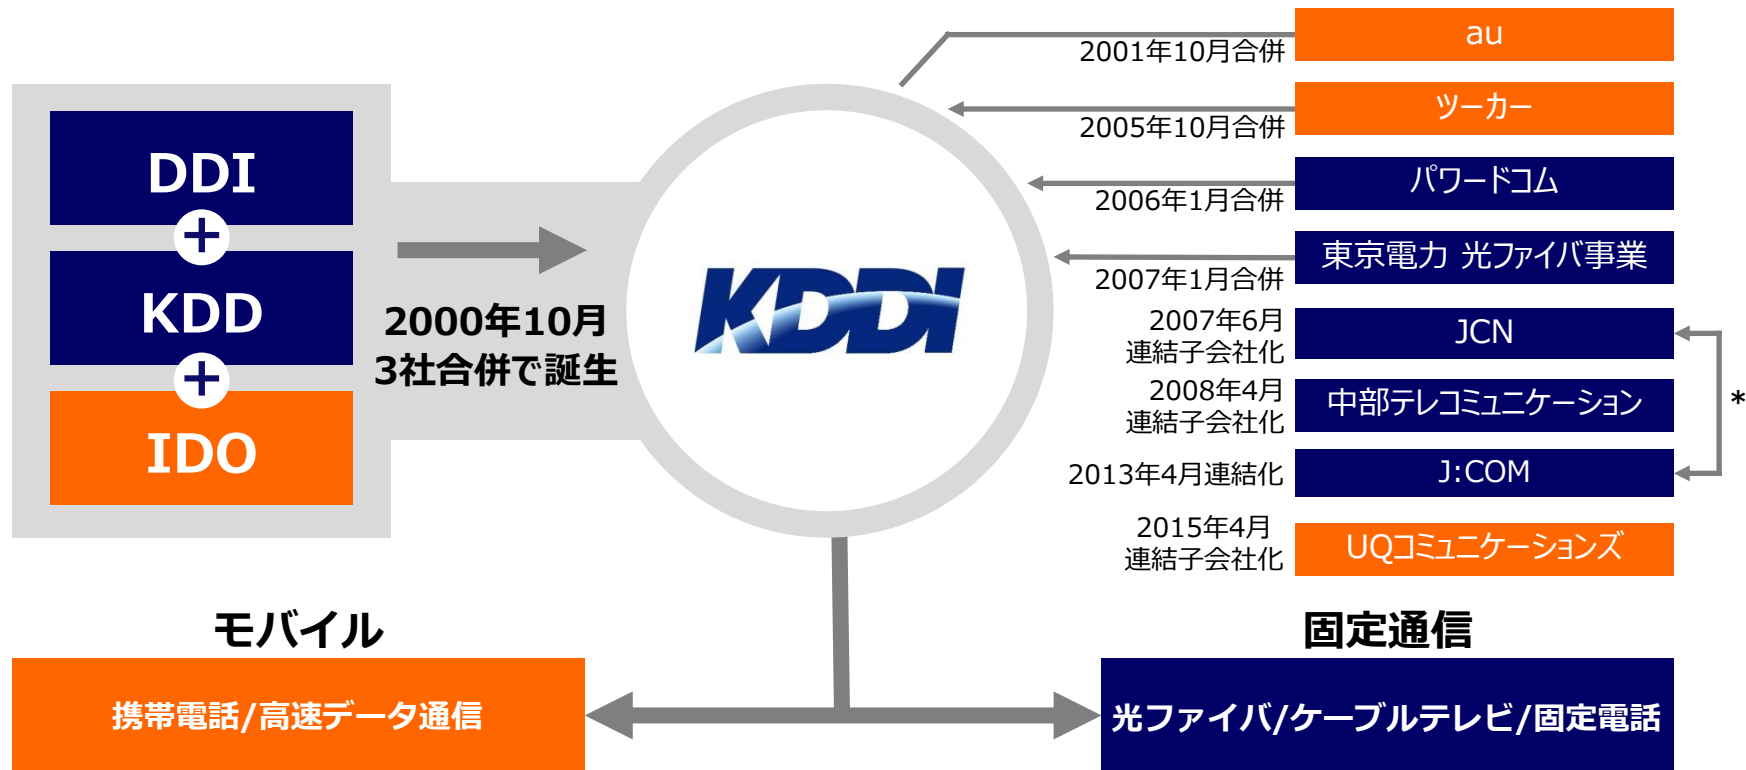 DDI
+
KDD
+
IDO
2000年10月
3社合併で誕生
KDDI
au
2001年10月合併
ツーカー
2005年10月合併
パワードコム
2006年1月合併
東京電力 光ファイバ事業
2007年1月合併
JCN
2007年6月
連結子会社化
中部テレコミュニケーション
2008年4月
連結子会社化
J:COM
2013年4月連結化
*
UQコミュニケーションズ
2015年4月
連結子会社化
モバイル
携帯電話/高速データ通信
固定通信
光ファイバ/ケーブルテレビ/固定電話